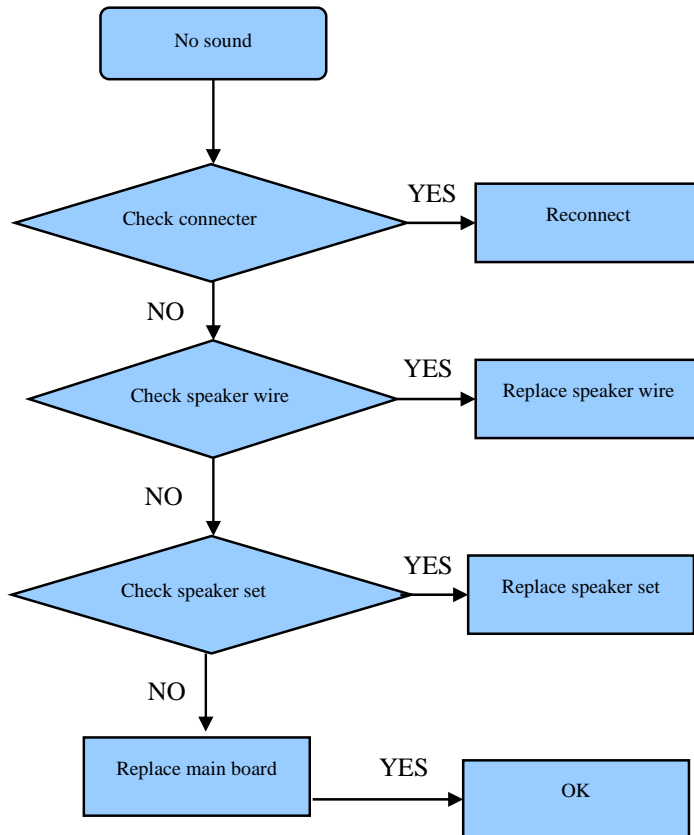 No sound
Check connecter
YES
Reconnect
NO
Check speaker wire
YES
Replace speaker wire
NO
Check speaker set
YES
Replace speaker set
NO
Replace main board
YES
OK